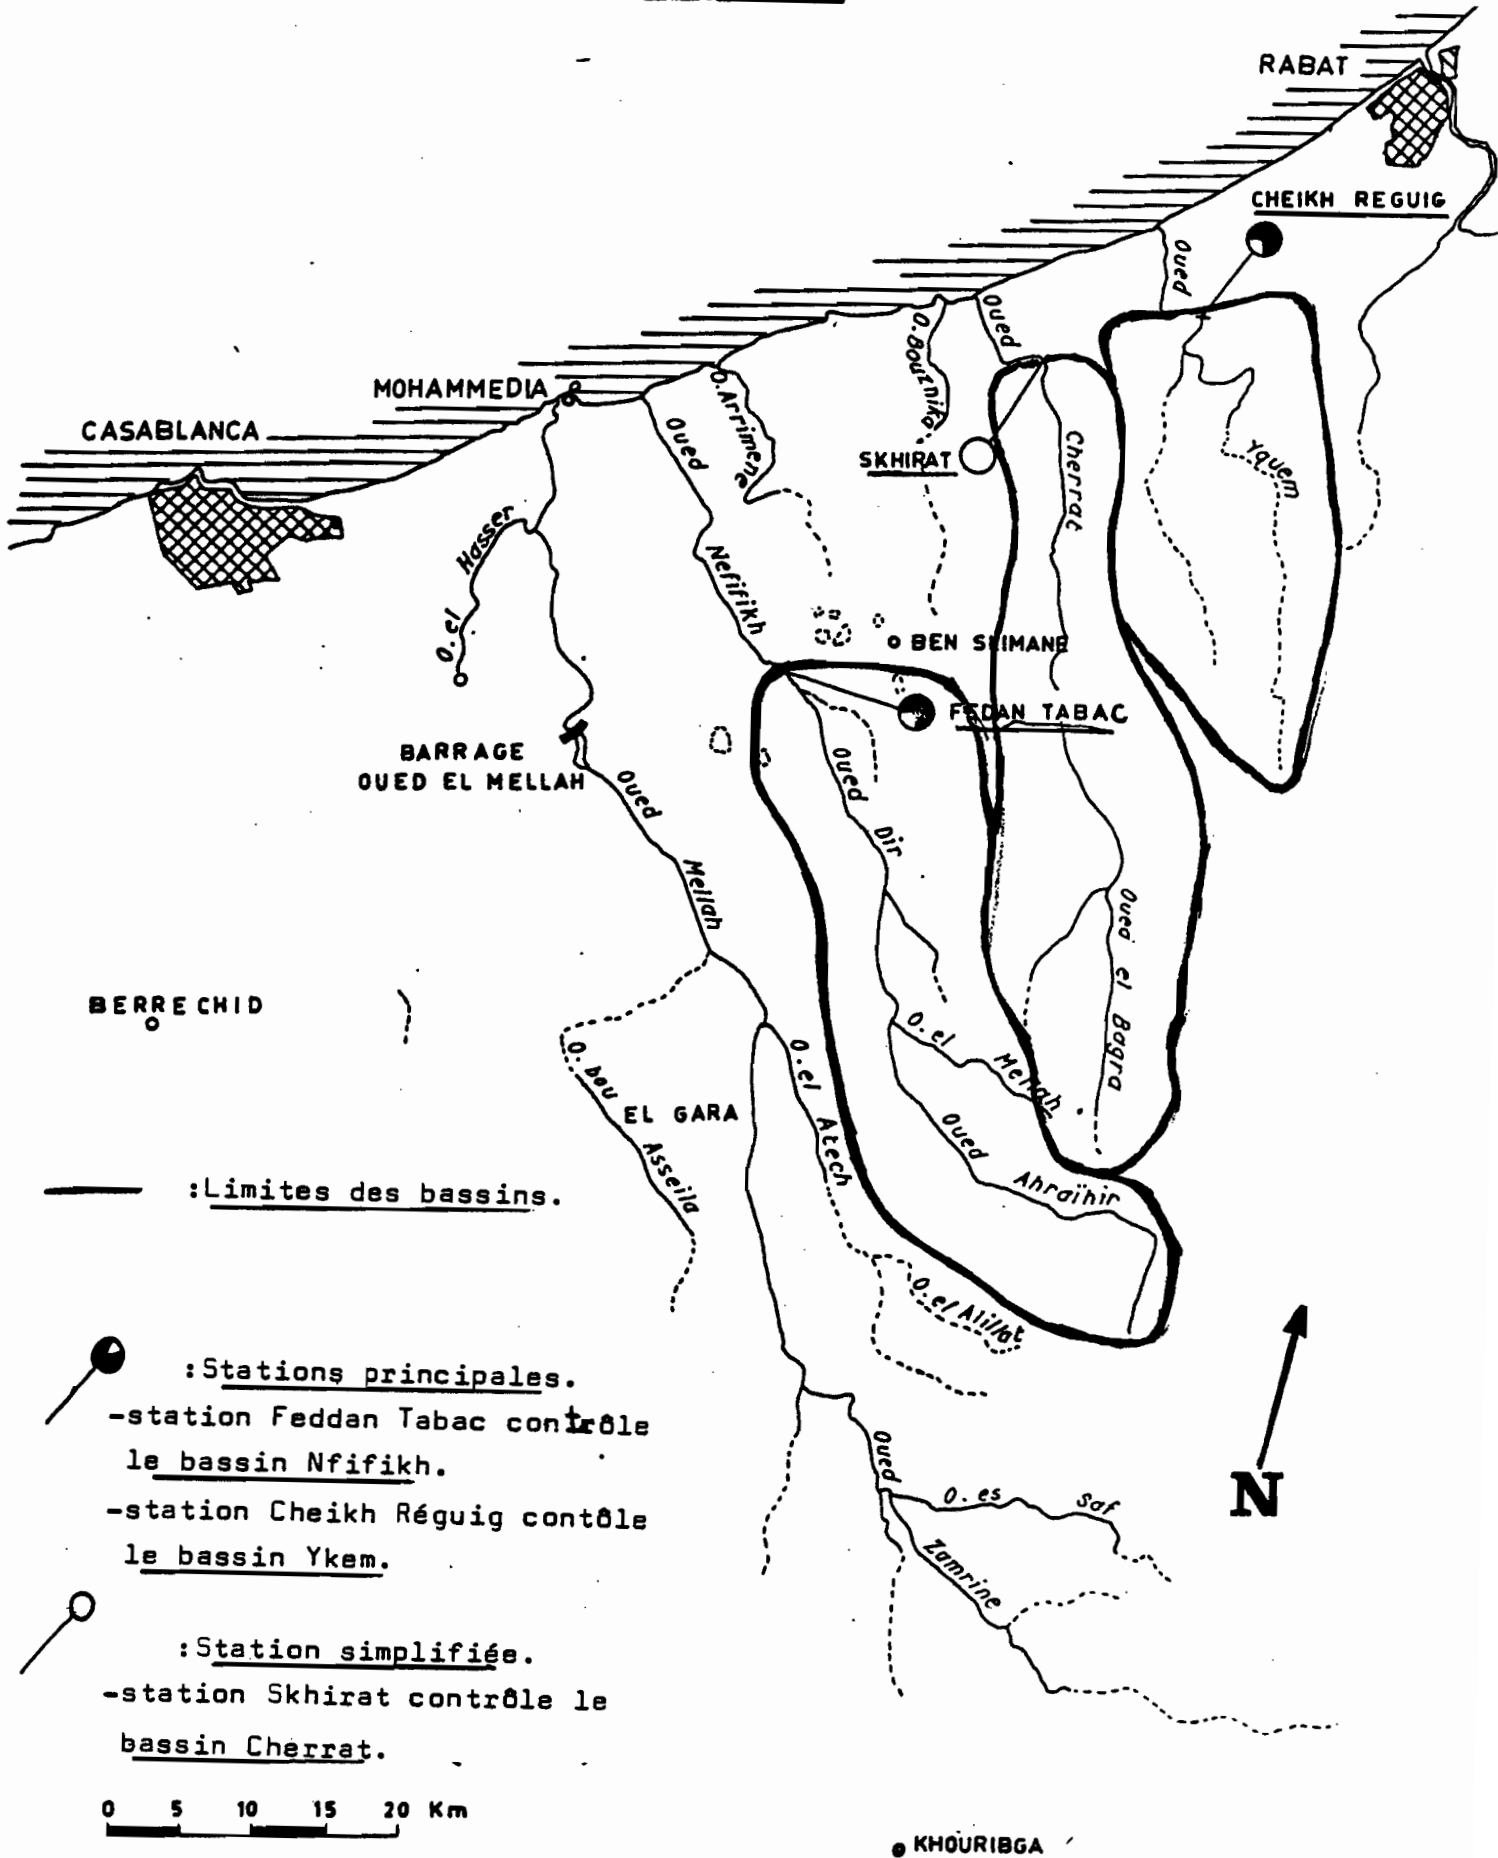 RABAT
CHEIKH REGUIG
Oued
Oued
O. Bouznika
MOHAMMEDIA
O. Arrimene
Oued
CASABLANCA
Cherrat
Yquem
SKHIRAT
O. el Hasser
Nefifikh
BEN SLIMANE
FEDAN TABAC
BARRAGE
OUED EL MELLAH
Oued
Oued
Dir
Mellah
Oued el Bagra
BERRECHID
O. el
Mellah
O. el
Atech
O. bou
Asseila
EL GARA
Oued
Ahraïhir
:Limites des bassins.
O. el Alillat
:Stations principales.
-station Feddan Tabac contrôle
le bassin Nfifikh.
-station Cheikh Réguig contôle
le bassin Ykem.
Oued
Zamrine
O. es Saf
N
:Station simplifiée.
-station Skhirat contrôle le
bassin Cherrat.
0 5 10 15 20 Km
KHOURIBGA